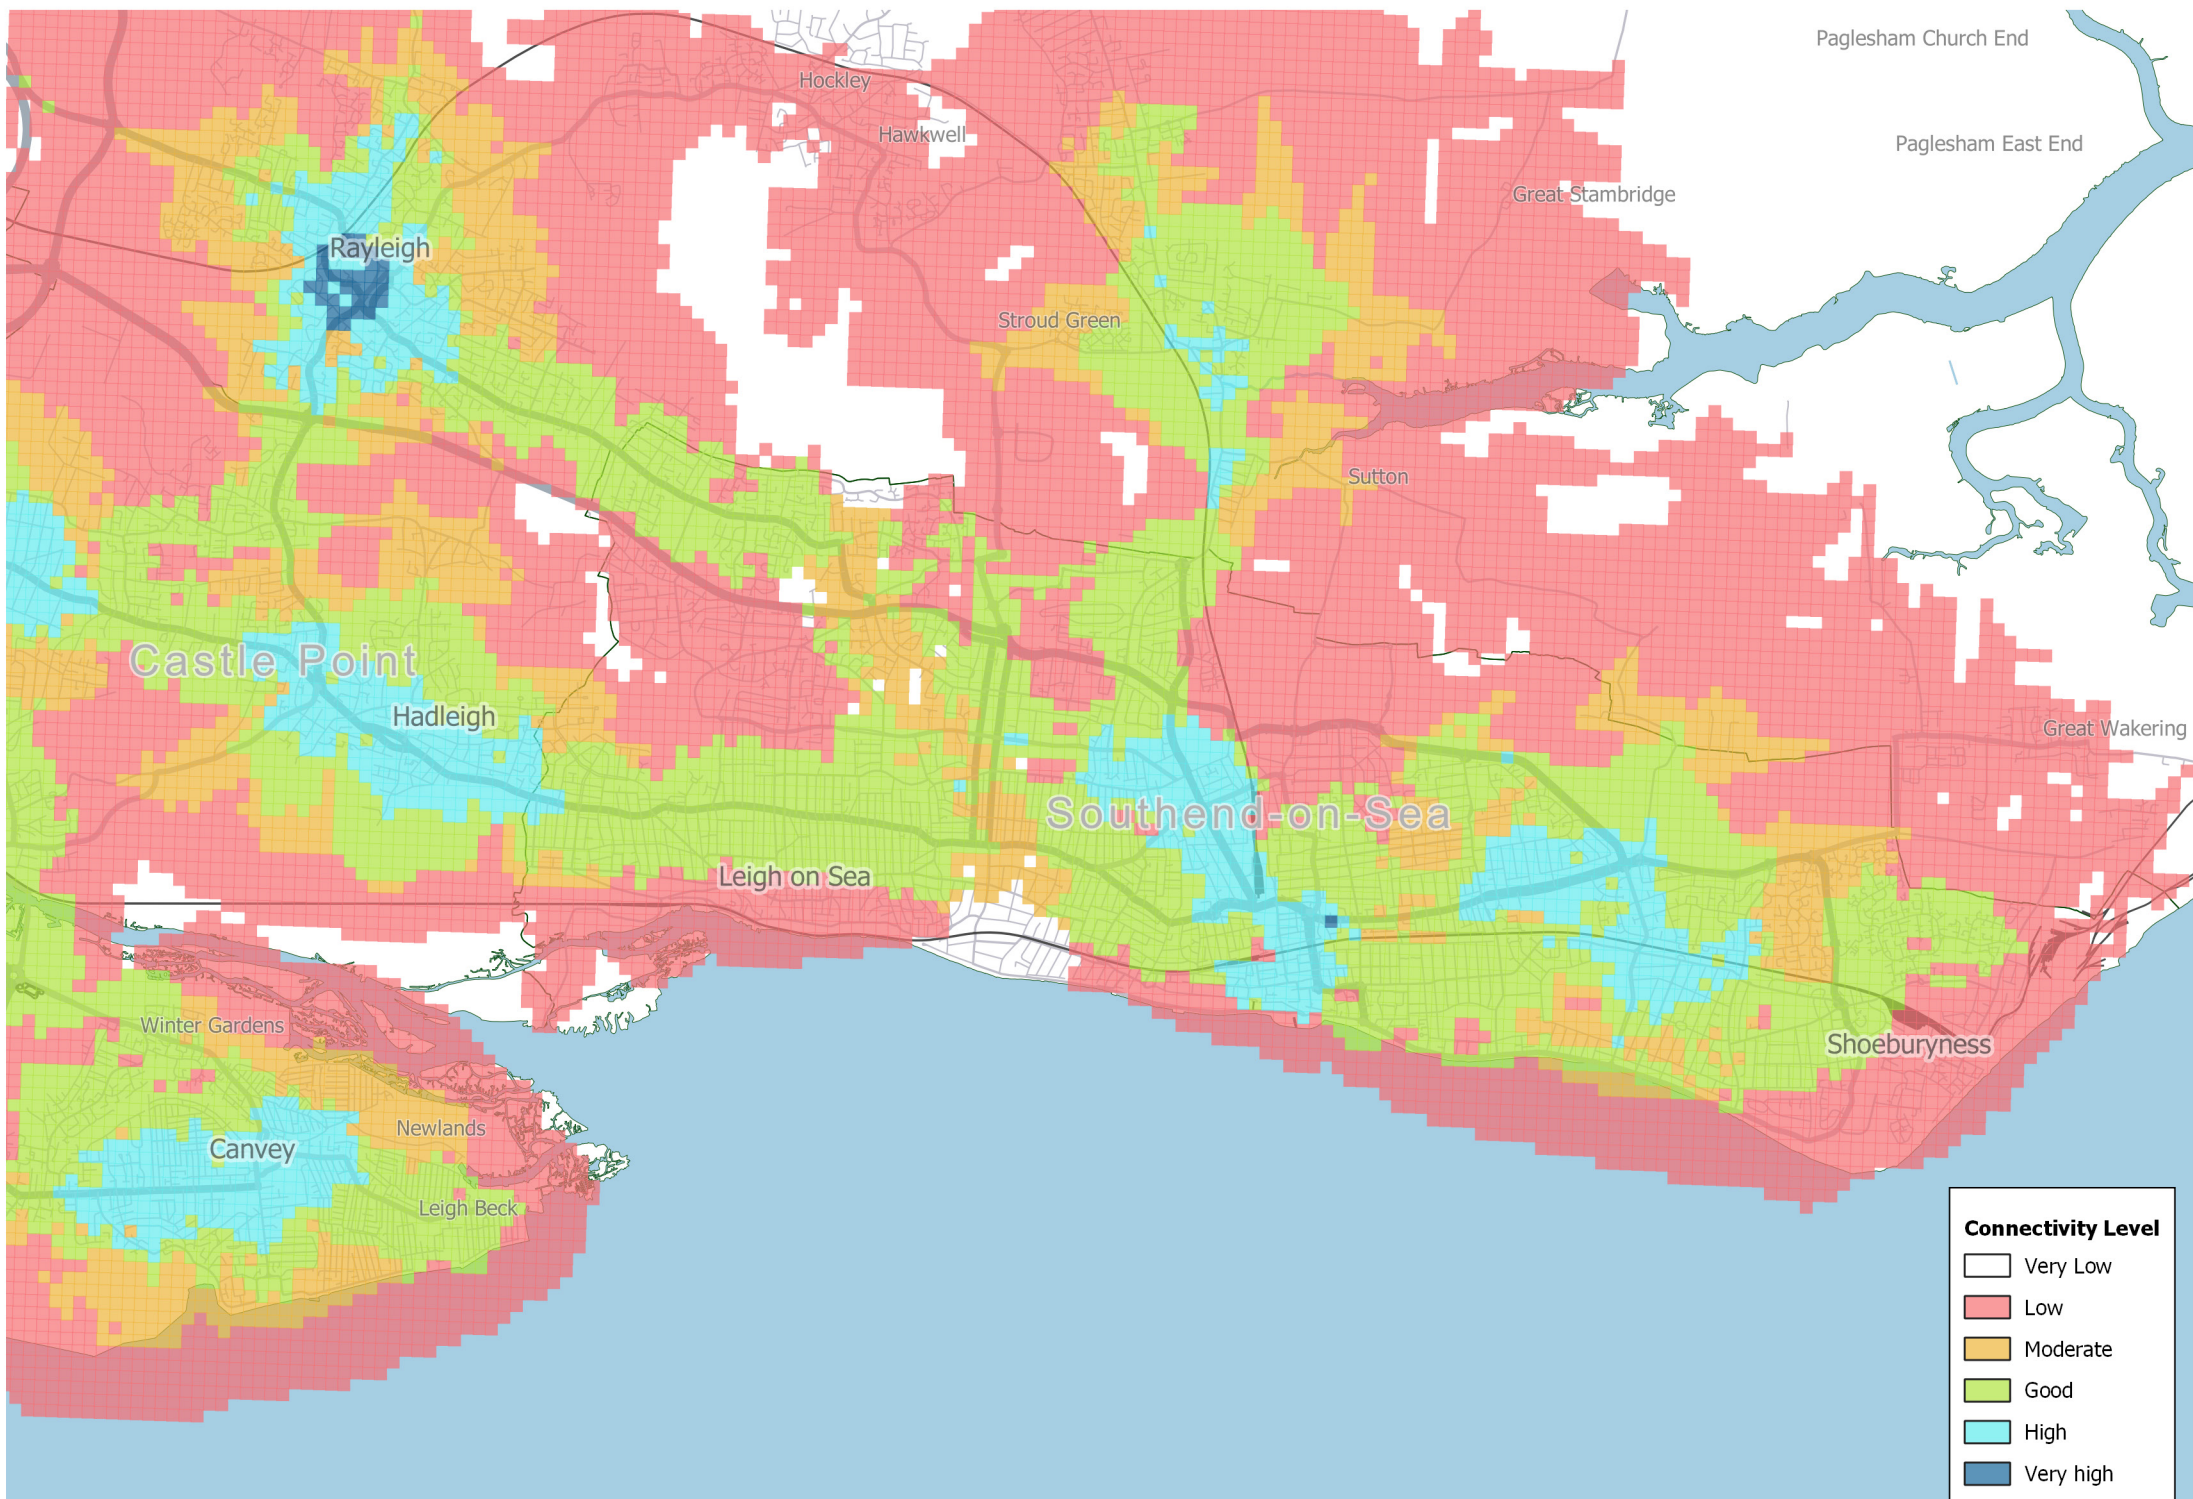 Paglesham Church End
Hockley
Hawkwell
Paglesham East End
Great Stambridge
Rayleigh
Stroud Green
Sutton
Castle Point
Hadleigh
Great Wakering
Southend-on-Sea
Leigh on Sea
Winter Gardens
Shoeburyness
Newlands
Canvey
Leigh Beck
Connectivity Level
Very Low
Low
Moderate
Good
High
Very high